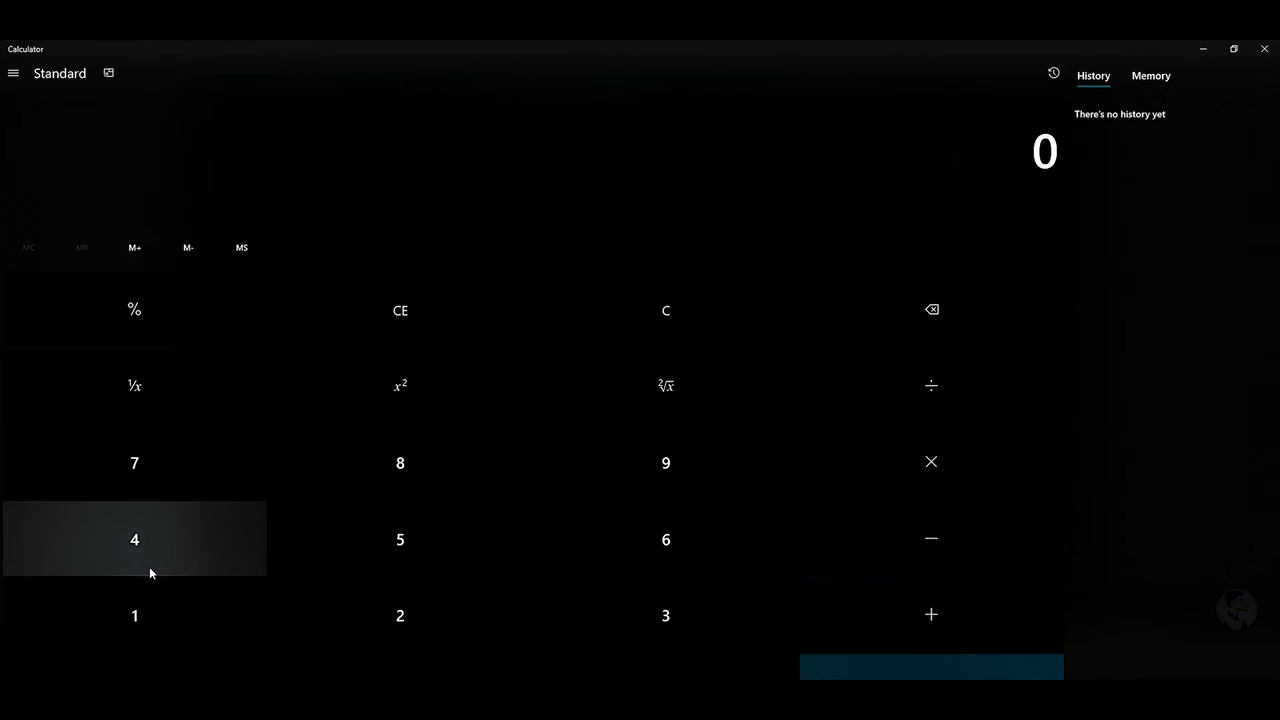 Calculator
Standard
History Memory
There's no history yet
0
MC MR M+ M- MS
% CE C
1/x x² ²√x ÷
7 8 9 ×
4 5 6 −
1 2 3 +